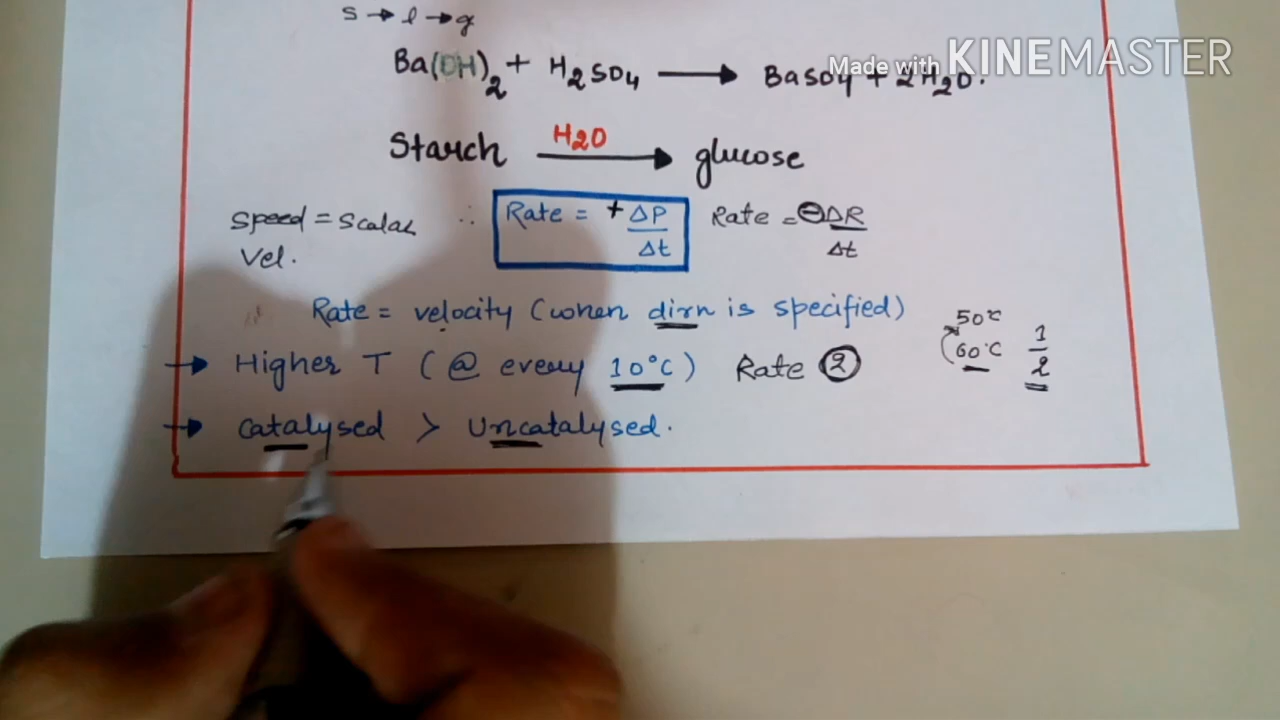 s → l → g
Made with KINEMASTER
Ba(OH)2 + H2SO4 → BaSO4 + 2H2O.
Starch H2O → glucose
Speed = Scalar ∴ Rate = + ΔP/Δt Rate = - ΔR/Δt
Vel.
Rate = velocity (when dirn is specified)
→ Higher T (@ every 10°C) Rate 2 50℃ 60℃ 1/2
→ Catalysed > Uncatalysed.